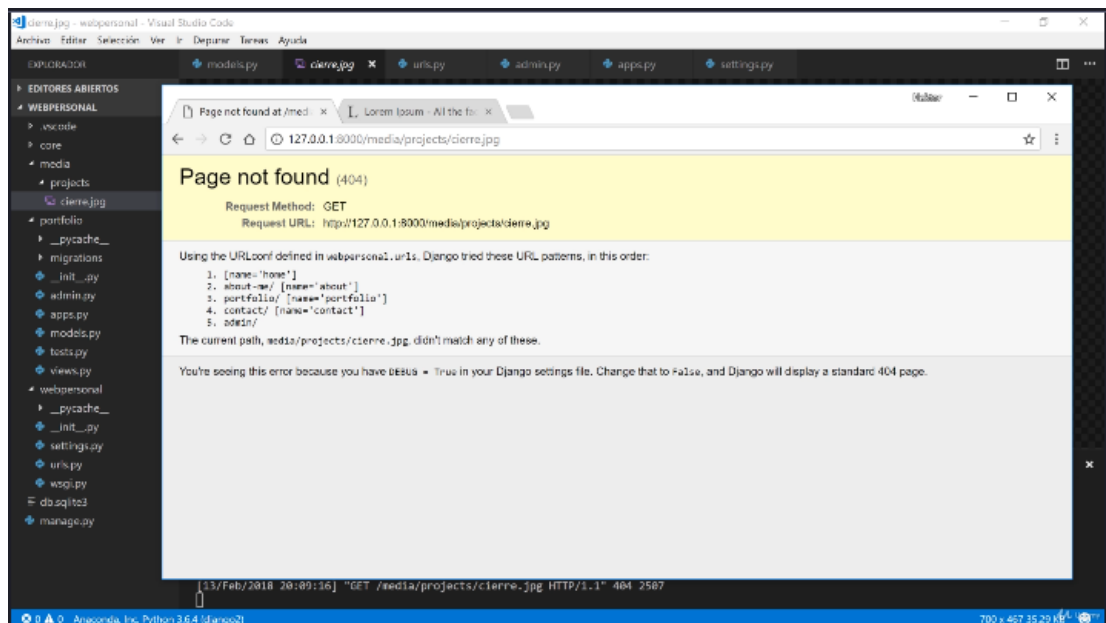 cierre.jpg - webpersonal - Visual Studio Code
Archivo Editar Selección Ver Ir Depurar Tareas Ayuda
EXPLORADOR
models.py
cierre.jpg
urls.py
admin.py
apps.py
settings.py
EDITORES ABIERTOS
WEBPERSONAL
.vscode
core
media
projects
cierre.jpg
portfolio
__pycache__
migrations
__init__.py
admin.py
apps.py
models.py
tests.py
views.py
webpersonal
__pycache__
__init__.py
settings.py
urls.py
wsgi.py
db.sqlite3
manage.py
Page not found at /medi
Lorem Ipsum - All the fac
127.0.0.1:8000/media/projects/cierre.jpg
Page not found (404)
Request Method: GET
Request URL: http://127.0.0.1:8000/media/projects/cierre.jpg
Using the URLconf defined in webpersonal.urls, Django tried these URL patterns, in this order:
1. [name='home']
2. about-me/ [name='about']
3. portfolio/ [name='portfolio']
4. contact/ [name='contact']
5. admin/
The current path, media/projects/cierre.jpg, didn't match any of these.
You're seeing this error because you have DEBUG = True in your Django settings file. Change that to False, and Django will display a standard 404 page.
[13/Feb/2018 20:09:16] "GET /media/projects/cierre.jpg HTTP/1.1" 404 2507
0 0 Anaconda, Inc. Python 3.6.4 (django2)
700 x 467 35.29 KB